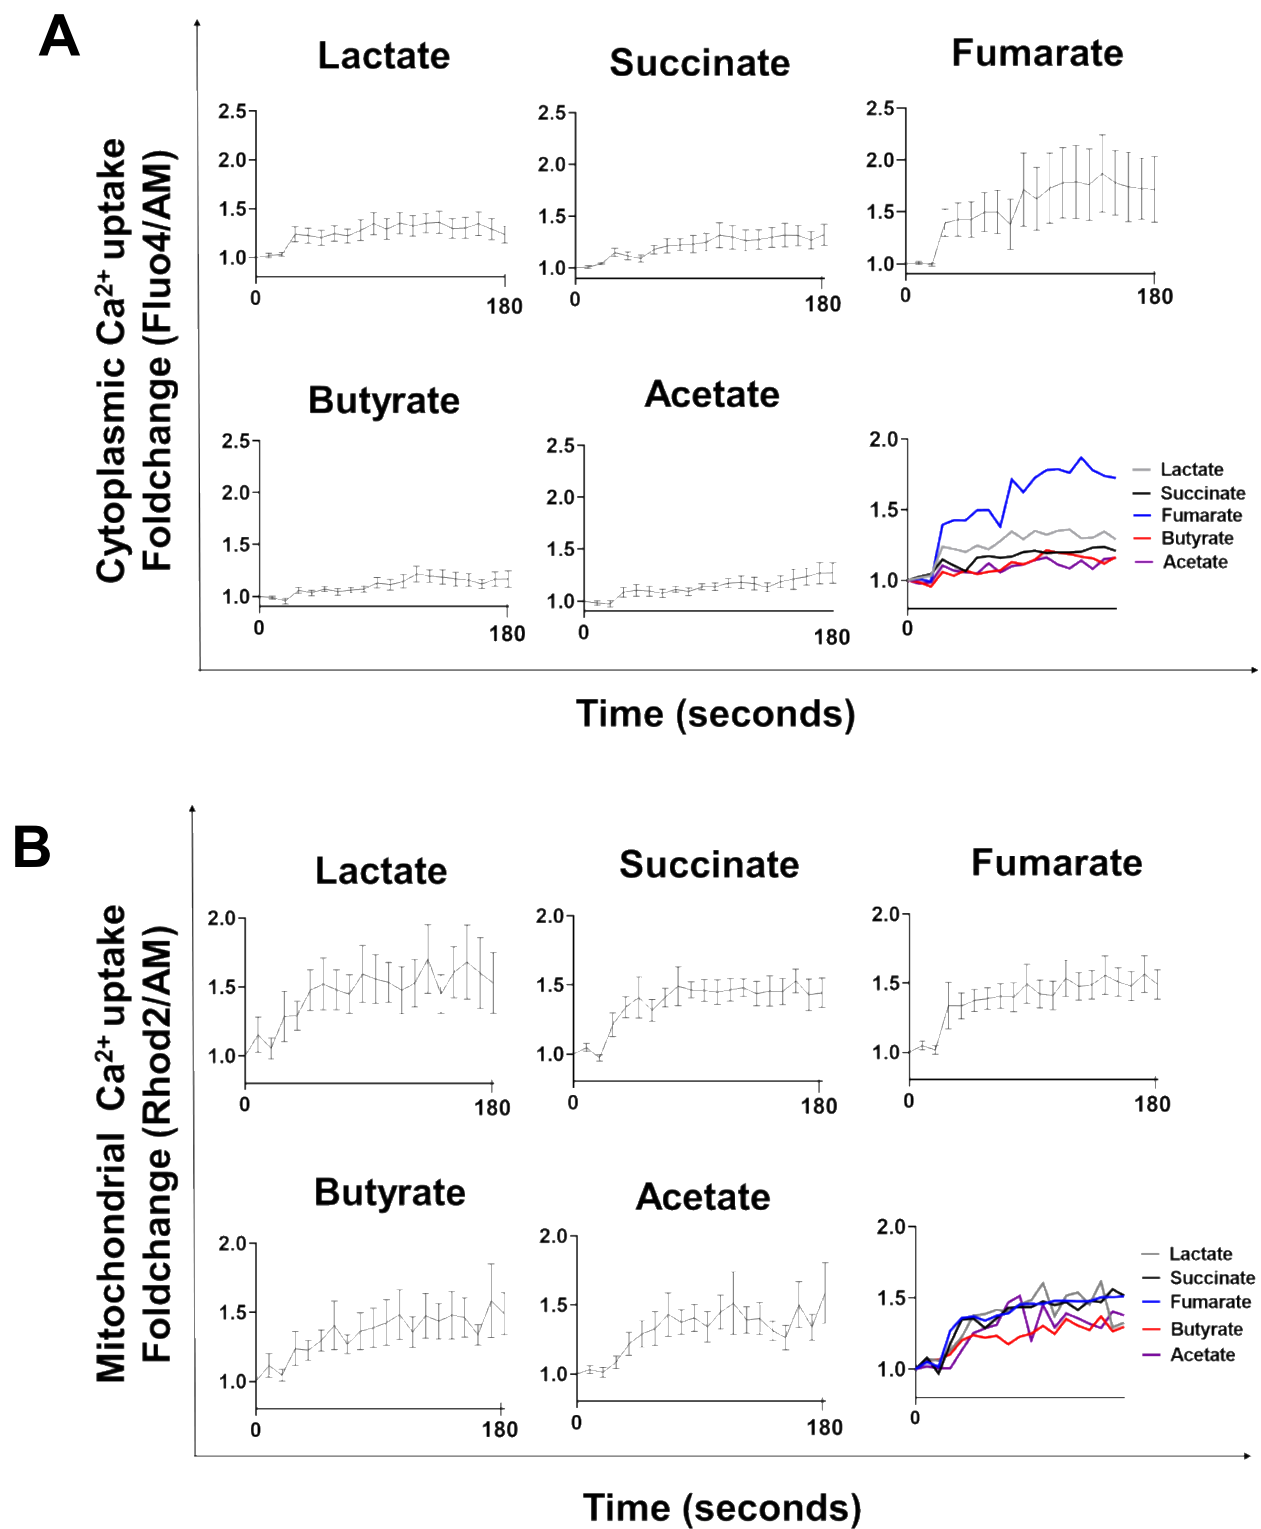 A
Cytoplasmic Ca²⁺ uptake
Foldchange (Fluo4/AM)
Lactate
2.5
2.0
1.5
1.0
0
180
Succinate
2.5
2.0
1.5
1.0
0
180
Fumarate
2.5
2.0
1.5
1.0
0
180
Butyrate
2.5
2.0
1.5
1.0
0
180
Acetate
2.5
2.0
1.5
1.0
0
180
2.0
1.5
1.0
0
Lactate
Succinate
Fumarate
Butyrate
Acetate
Time (seconds)
B
Mitochondrial Ca²⁺ uptake
Foldchange (Rhod2/AM)
Lactate
2.0
1.5
1.0
0
180
Succinate
2.0
1.5
1.0
0
180
Fumarate
2.0
1.5
1.0
0
180
Butyrate
2.0
1.5
1.0
0
180
Acetate
2.0
1.5
1.0
0
180
2.0
1.5
1.0
0
Lactate
Succinate
Fumarate
Butyrate
Acetate
Time (seconds)